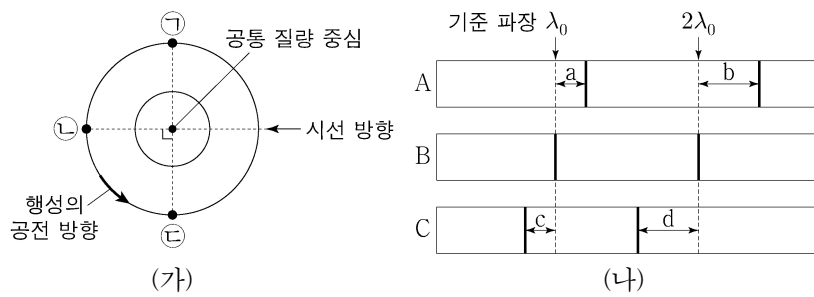 ㉠
공통 질량 중심
㉡
시선 방향
행성의
공전 방향
㉢
(가)
기준 파장 λ₀
2λ₀
A
a
b
B
C
c
d
(나)